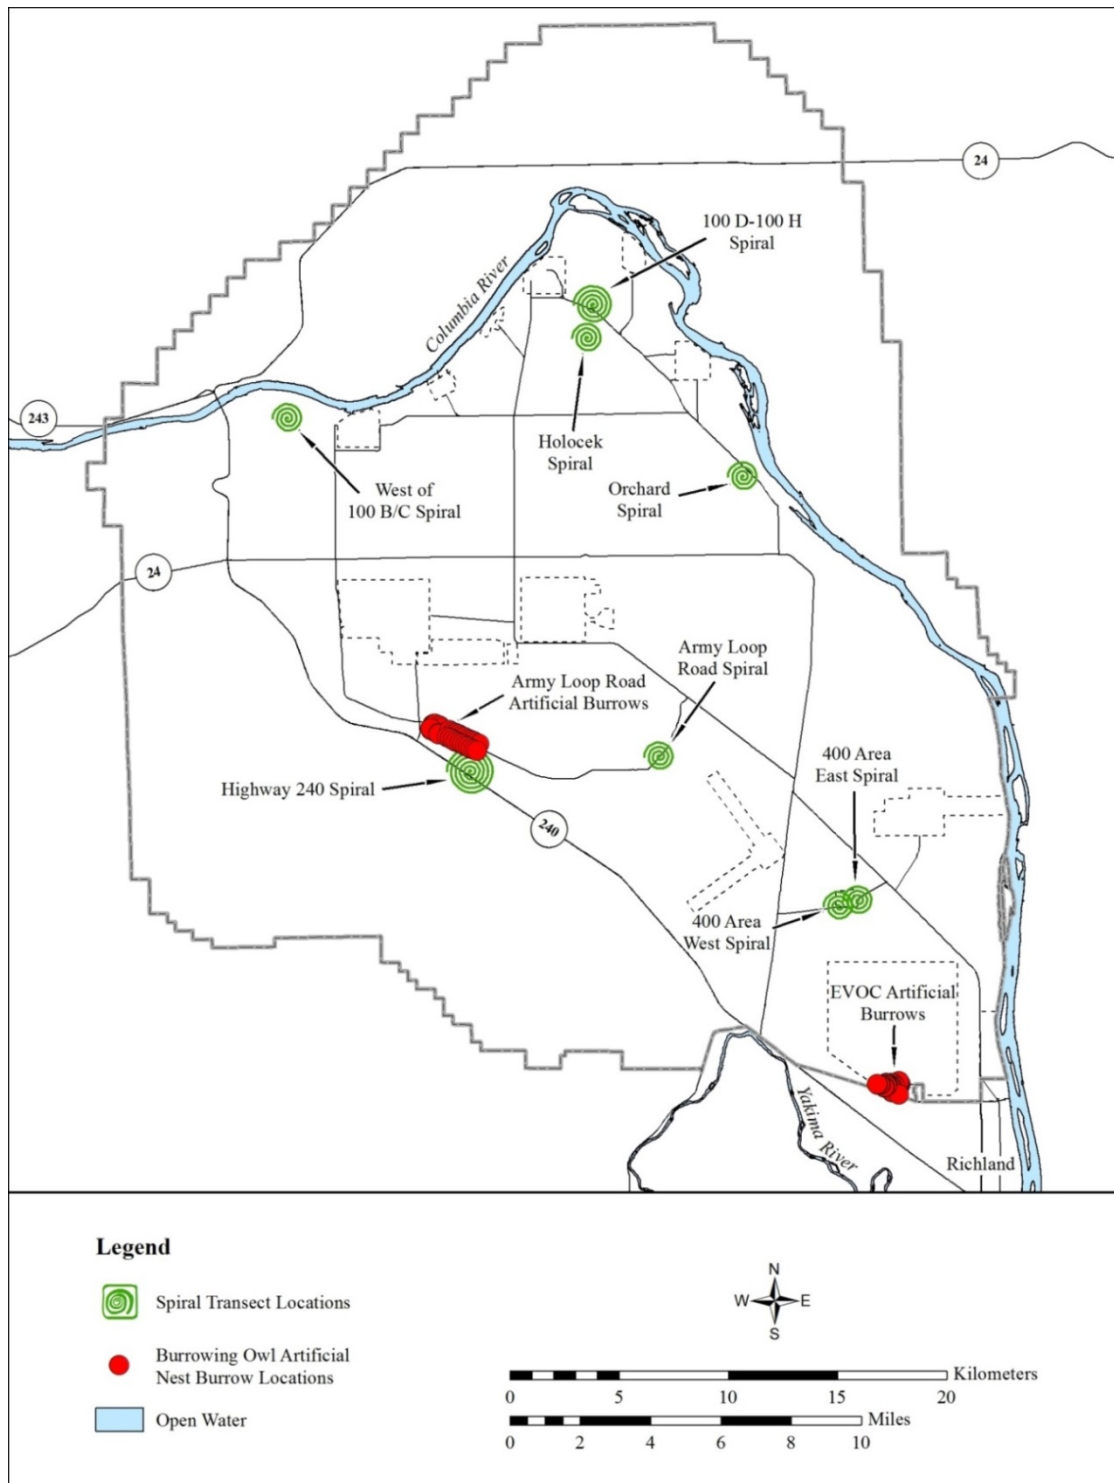 24
100 D-100 H
Spiral
Columbia River
243
Holocek
Spiral
West of
100 B/C Spiral
Orchard
Spiral
24
Army Loop
Road Spiral
Army Loop Road
Artificial Burrows
400 Area
East Spiral
Highway 240 Spiral
240
400 Area
West Spiral
EVOC Artificial
Burrows
Yakima River
Richland
Legend
Spiral Transect Locations
Burrowing Owl Artificial
Nest Burrow Locations
Open Water
N
W E
S
Kilometers
0 5 10 15 20
Miles
0 2 4 6 8 10